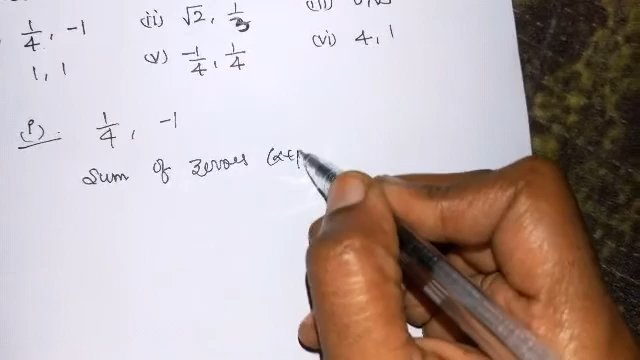 1/4, -1 (ii) √2, 1/3 (iii)
1, 1 (v) -1/4, 1/4 (vi) 4, 1
(i). 1/4, -1
Sum of zeroes (α+